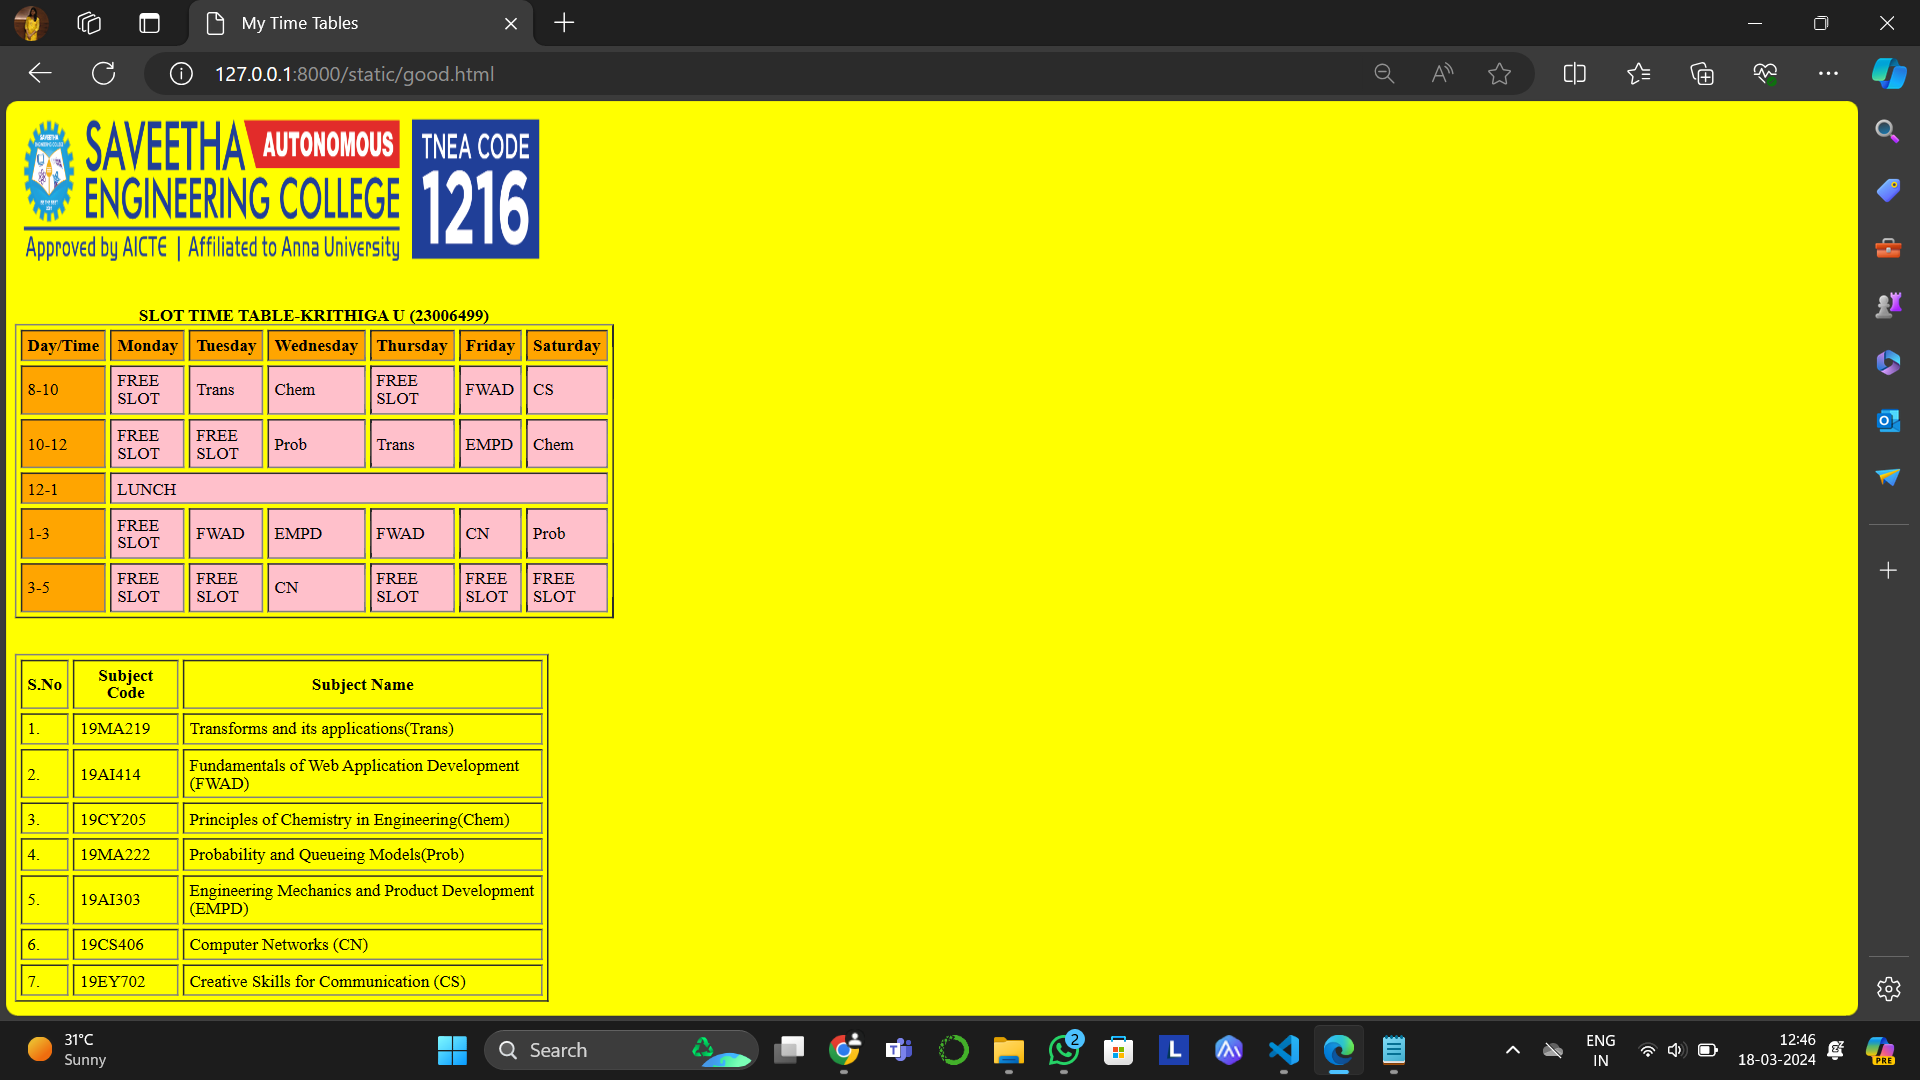 My Time Tables
127.0.0.1:8000/static/good.html
SAVEETHA AUTONOMOUS
ENGINEERING COLLEGE
Approved by AICTE | Affiliated to Anna University
TNEA CODE
1216
SLOT TIME TABLE-KRITHIGA U (23006499)
Day/Time Monday Tuesday Wednesday Thursday Friday Saturday
8-10 FREE SLOT Trans Chem FREE SLOT FWAD CS
10-12 FREE SLOT FREE SLOT Prob Trans EMPD Chem
12-1 LUNCH
1-3 FREE SLOT FWAD EMPD FWAD CN Prob
3-5 FREE SLOT FREE SLOT CN FREE SLOT FREE SLOT FREE SLOT
S.No Subject Code Subject Name
1. 19MA219 Transforms and its applications(Trans)
2. 19AI414 Fundamentals of Web Application Development (FWAD)
3. 19CY205 Principles of Chemistry in Engineering(Chem)
4. 19MA222 Probability and Queueing Models(Prob)
5. 19AI303 Engineering Mechanics and Product Development (EMPD)
6. 19CS406 Computer Networks (CN)
7. 19EY702 Creative Skills for Communication (CS)
31°C
Sunny
Search
2
L
ENG
IN
12:46
18-03-2024
PRE